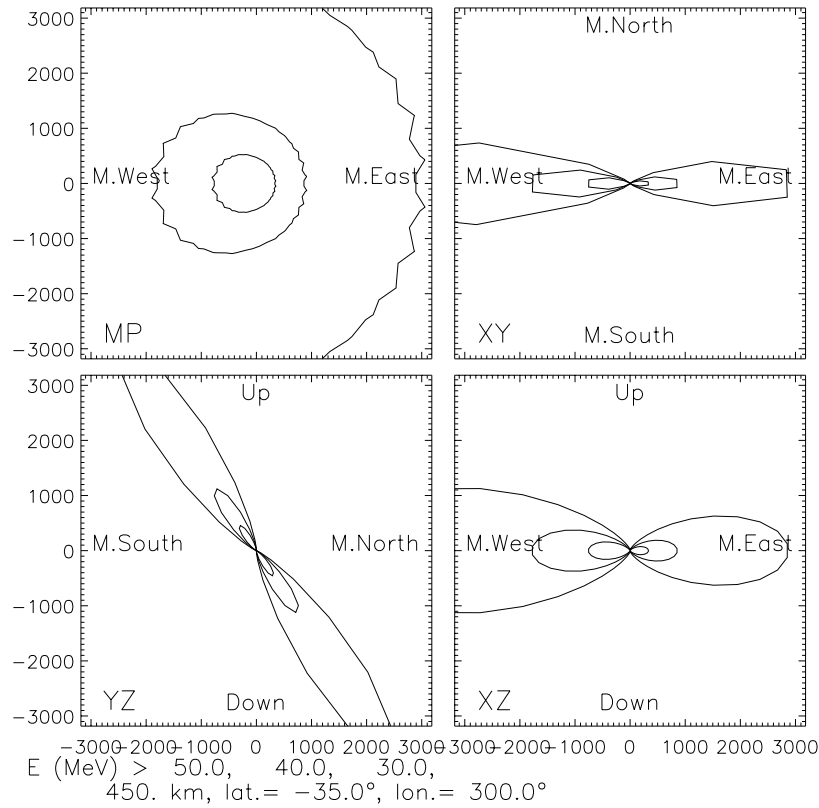 M.North
3000
2000
1000
0
−1000
−2000
−3000
M.West M.East M.West M.East
MP XY M.South
Up Up
3000
2000
1000
0
−1000
−2000
−3000
M.South M.North M.West M.East
YZ Down XZ Down
−3000−2000−1000 0 1000 2000 3000−3000−2000−1000 0 1000 2000 3000
E (MeV) > 50.0, 40.0, 30.0,
450. km, lat.= −35.0°, lon.= 300.0°